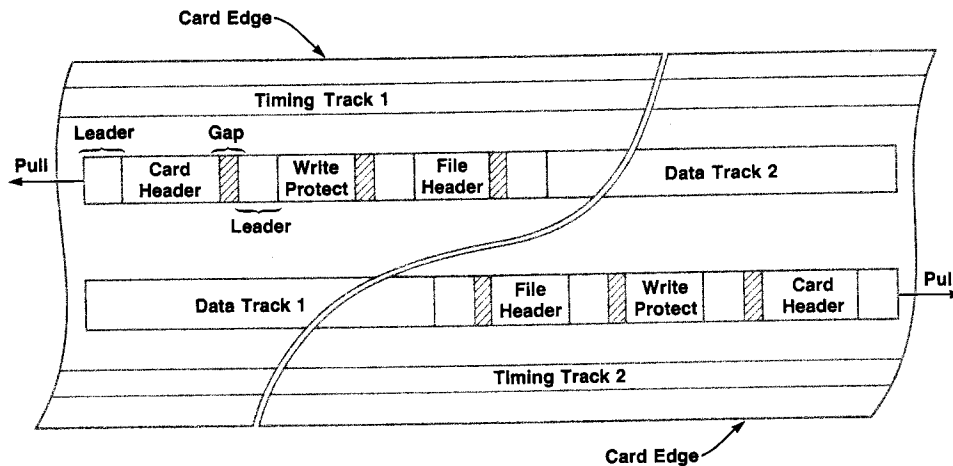 Card Edge
Timing Track 1
Leader
Gap
Pull
Card
Header
Write
Protect
File
Header
Data Track 2
Leader
Pull
Data Track 1
File
Header
Write
Protect
Card
Header
Timing Track 2
Card Edge